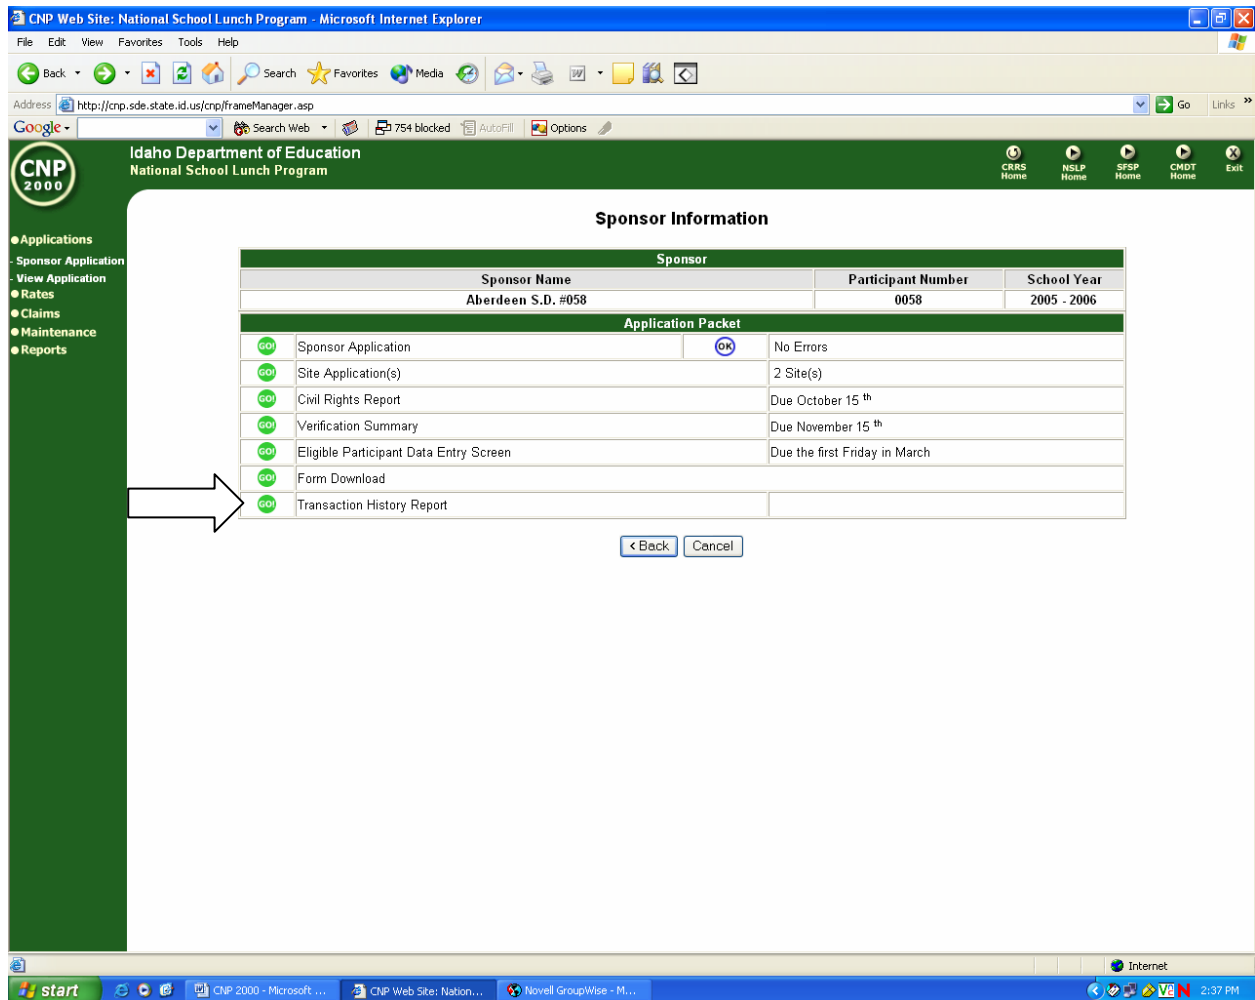 CNP Web Site: National School Lunch Program - Microsoft Internet Explorer
File Edit View Favorites Tools Help
Back Search Favorites Media
Address http://cnp.sde.state.id.us/cnp/frameManager.asp Go Links »
Google Search Web 754 blocked AutoFill Options
CNP 2000
Idaho Department of Education
National School Lunch Program
CRRS Home
NSLP Home
SFSP Home
CMDT Home
Exit
Applications
- Sponsor Application
- View Application
Rates
Claims
Maintenance
Reports
Sponsor Information
Sponsor
Sponsor Name Participant Number School Year
Aberdeen S.D. #058 0058 2005 - 2006
Application Packet
GO! Sponsor Application OK No Errors
GO! Site Application(s) 2 Site(s)
GO! Civil Rights Report Due October 15 th
GO! Verification Summary Due November 15 th
GO! Eligible Participant Data Entry Screen Due the first Friday in March
GO! Form Download
GO! Transaction History Report
< Back Cancel
Internet
start CNP 2000 - Microsoft ... CNP Web Site: Nation... Novell GroupWise - M... 2:37 PM